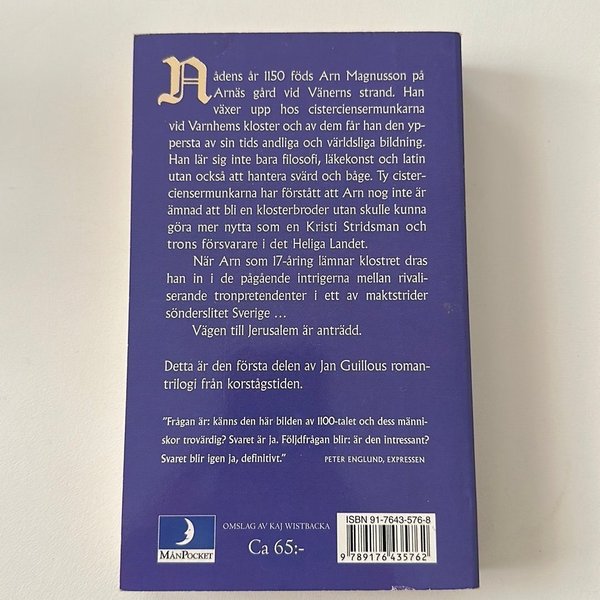 Nådens år 1150 föds Arn Magnusson på
Arnäs gård vid Vänerns strand. Han
växer upp hos cisterciensermunkarna
vid Varnhems kloster och av dem får han den yp-
persta av sin tids andliga och världsliga bildning.
Han lär sig inte bara filosofi, läkekonst och latin
utan också att hantera svärd och båge. Ty cister-
ciensermunkarna har förstått att Arn nog inte är
ämnad att bli en klosterbroder utan skulle kunna
göra mer nytta som en Kristi Stridsman och
trons försvarare i det Heliga Landet.
När Arn som 17-åring lämnar klostret dras
han in i de pågående intrigerna mellan rivali-
serande tronpretendenter i ett av maktstrider
sönderslitet Sverige ...
Vägen till Jerusalem är anträdd.
Detta är den första delen av Jan Guillous roman-
trilogi från korstågstiden.
"Frågan är: känns den här bilden av 1100-talet och dess männi-
skor trovärdig? Svaret är ja. Följdfrågan blir: är den intressant?
Svaret blir igen ja, definitivt."
PETER ENGLUND, EXPRESSEN
MÅNPOCKET
OMSLAG AV KAJ WISTBACKA
Ca 65:-
ISBN 91-7643-576-8
9 789176 435762